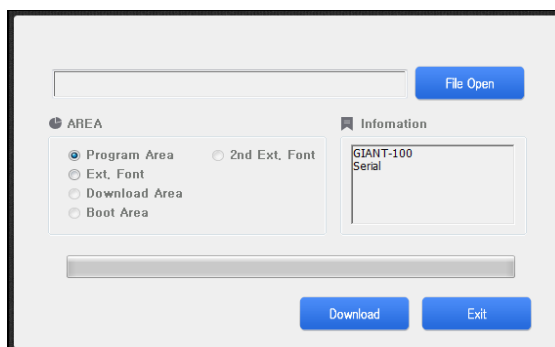 File Open
AREA
Infomation
Program Area
2nd Ext. Font
Ext. Font
Download Area
Boot Area
GIANT-100
Serial
Download
Exit